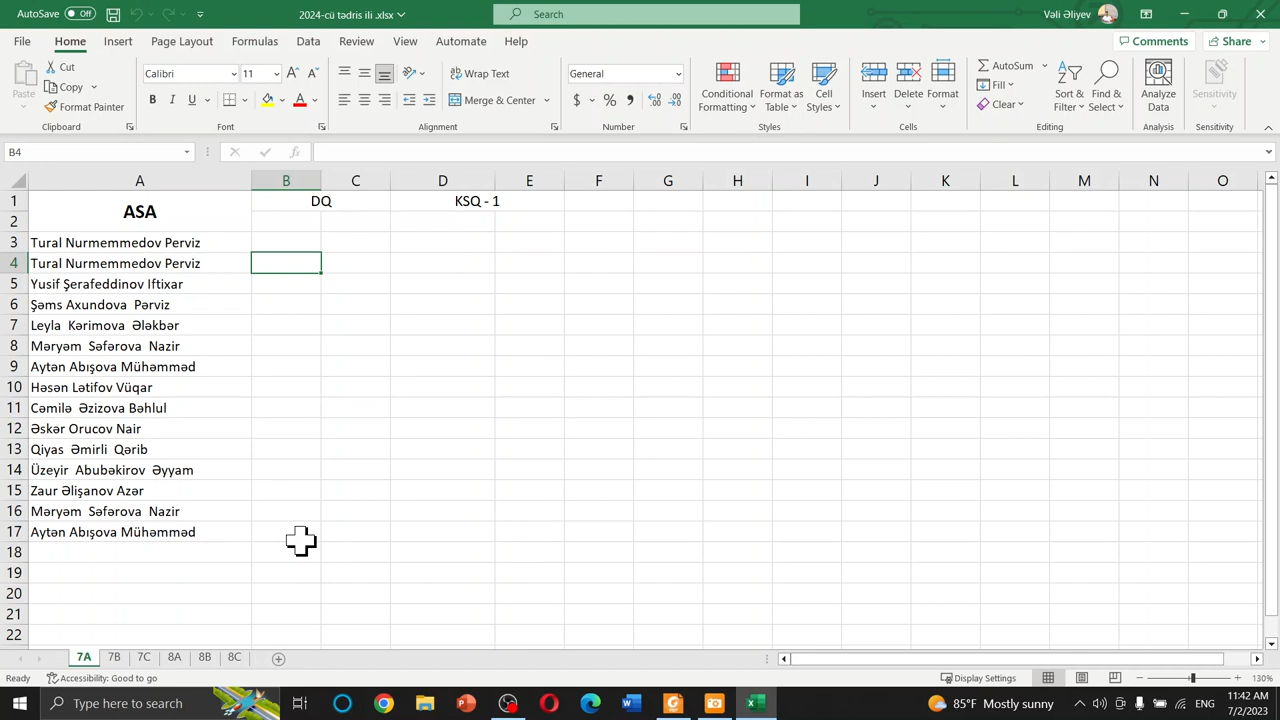 AutoSave Off 2024-cü tədris ili .xlsx Search Vəli Əliyev
File Home Insert Page Layout Formulas Data Review View Automate Help Comments Share
Paste Cut Copy Format Painter Clipboard
Calibri 11 B I U A Font
Wrap Text Merge & Center Alignment
General $ % , Number
Conditional Formatting Format as Table Cell Styles Styles
Insert Delete Format Cells
AutoSum Fill Clear Sort & Filter Find & Select Editing
Analyze Data Analysis
Sensitivity Sensitivity
B4 fx
A B C D E F G H I J K L M N O
1 ASA DQ KSQ - 1
2
3 Tural Nurmemmedov Perviz
4 Tural Nurmemmedov Perviz
5 Yusif Şerafeddinov Iftixar
6 Şəms Axundova Pərviz
7 Leyla Kərimova Ələkbər
8 Məryəm Səfərova Nazir
9 Aytən Abışova Mühəmməd
10 Həsən Lətifov Vüqar
11 Cəmilə Əzizova Bəhlul
12 Əskər Orucov Nair
13 Qiyas Əmirli Qərib
14 Üzeyir Abubəkirov Əyyam
15 Zaur Əlişanov Azər
16 Məryəm Səfərova Nazir
17 Aytən Abışova Mühəmməd
18
19
20
21
22
7A 7B 7C 8A 8B 8C
Ready Accessibility: Good to go Display Settings 130%
Type here to search 85°F Mostly sunny ENG 11:42 AM
7/2/2023